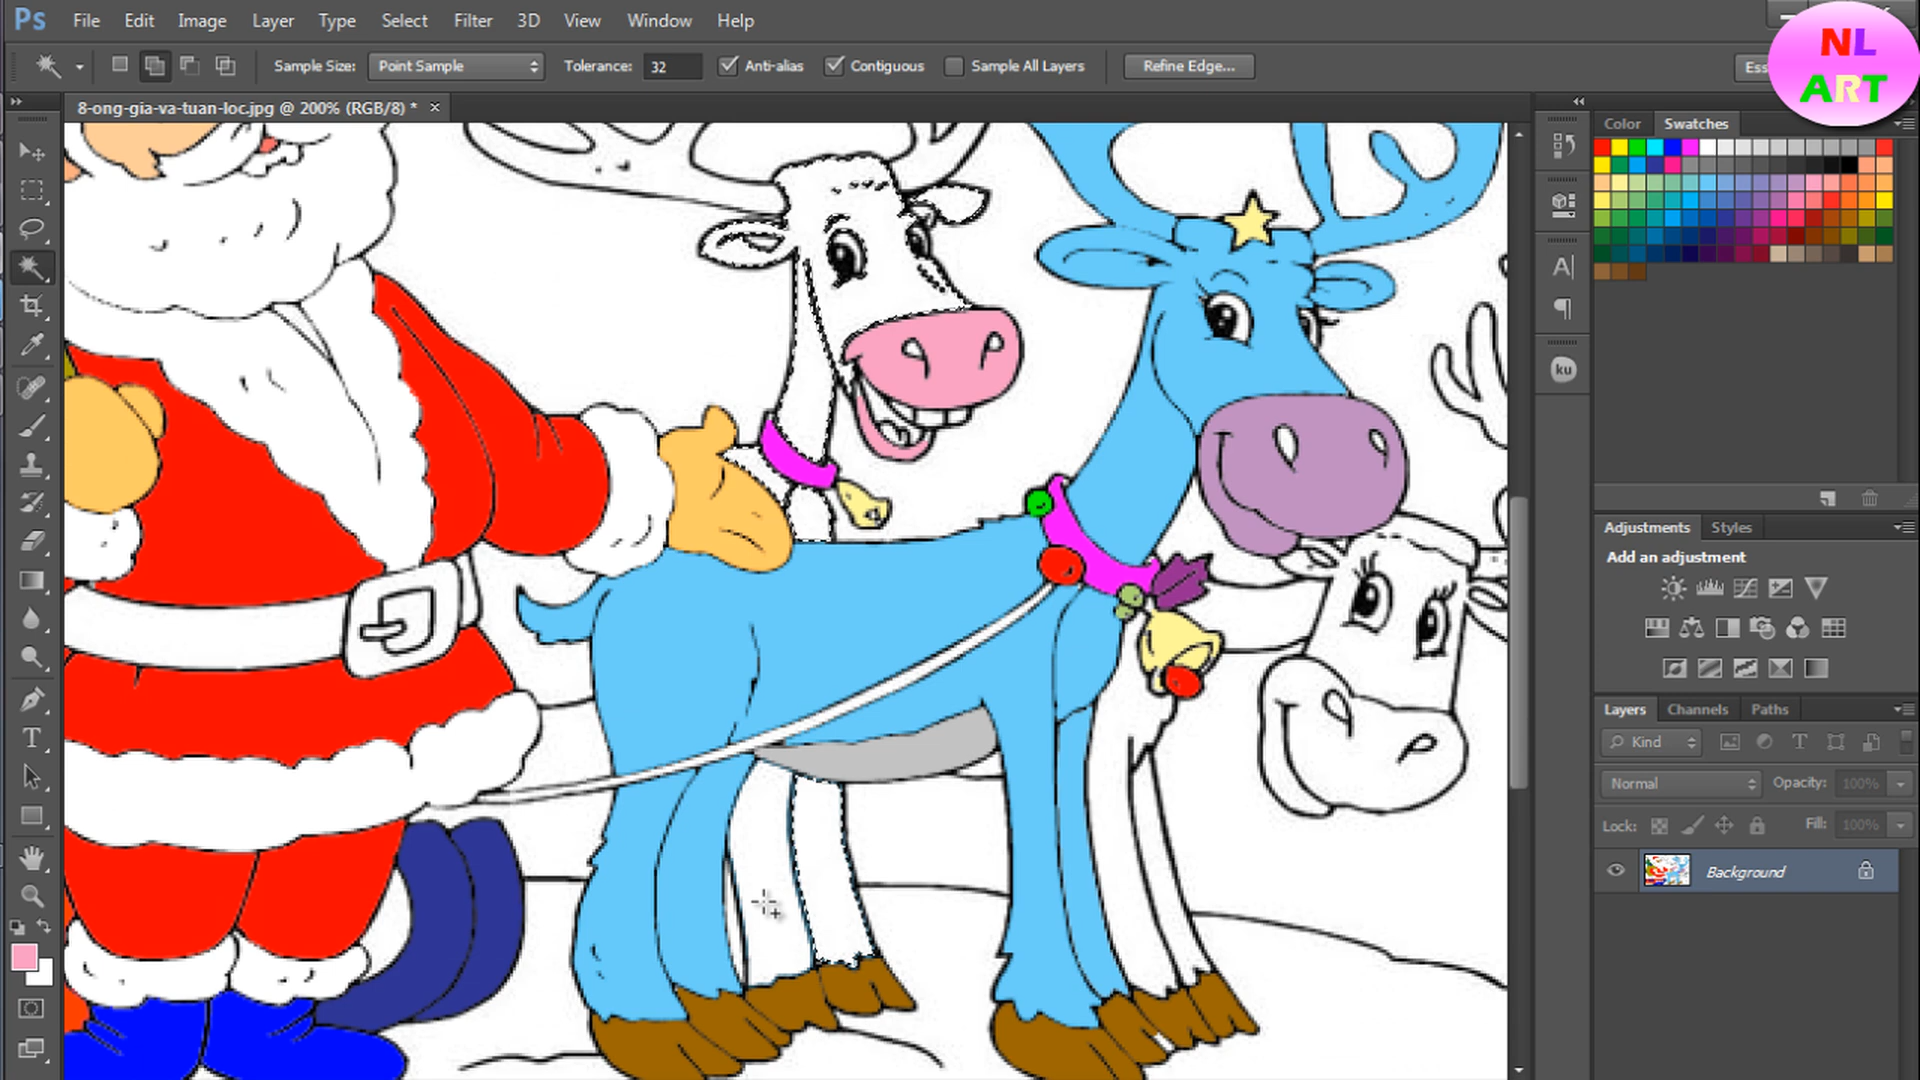 Ps File Edit Image Layer Type Select Filter 3D View Window Help
Sample Size: Point Sample Tolerance: 32 Anti-alias Contiguous Sample All Layers Refine Edge... Ess
NL
ART
8-ong-gia-va-tuan-loc.jpg @ 200% (RGB/8) * ×
Color Swatches
A|
ku
T
Adjustments Styles
Add an adjustment
Layers Channels Paths
Kind
Normal Opacity: 100%
Lock: Fill: 100%
Background